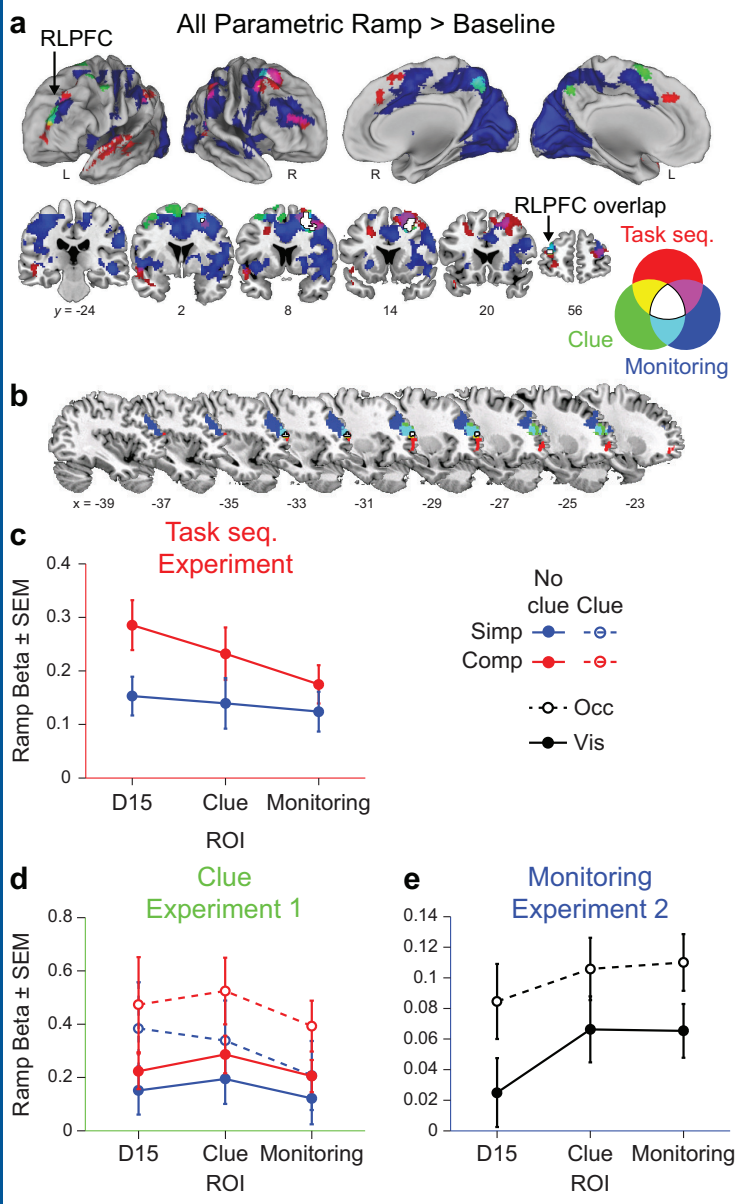 a
All Parametric Ramp > Baseline
RLPFC
L
R
R
L
RLPFC overlap
Task seq.
y = -24
2
8
14
20
56
Clue
Monitoring
b
x = -39
-37
-35
-33
-31
-29
-27
-25
-23
c
Task seq.
Experiment
Ramp Beta ± SEM
0.4
0.3
0.2
0.1
0
D15
Clue
Monitoring
ROI
No
clue Clue
Simp
Comp
Occ
Vis
d
Clue
Experiment 1
Ramp Beta ± SEM
0.8
0.6
0.4
0.2
0
D15
Clue
Monitoring
ROI
e
Monitoring
Experiment 2
0.14
0.12
0.1
0.08
0.06
0.04
0.02
0
D15
Clue
Monitoring
ROI